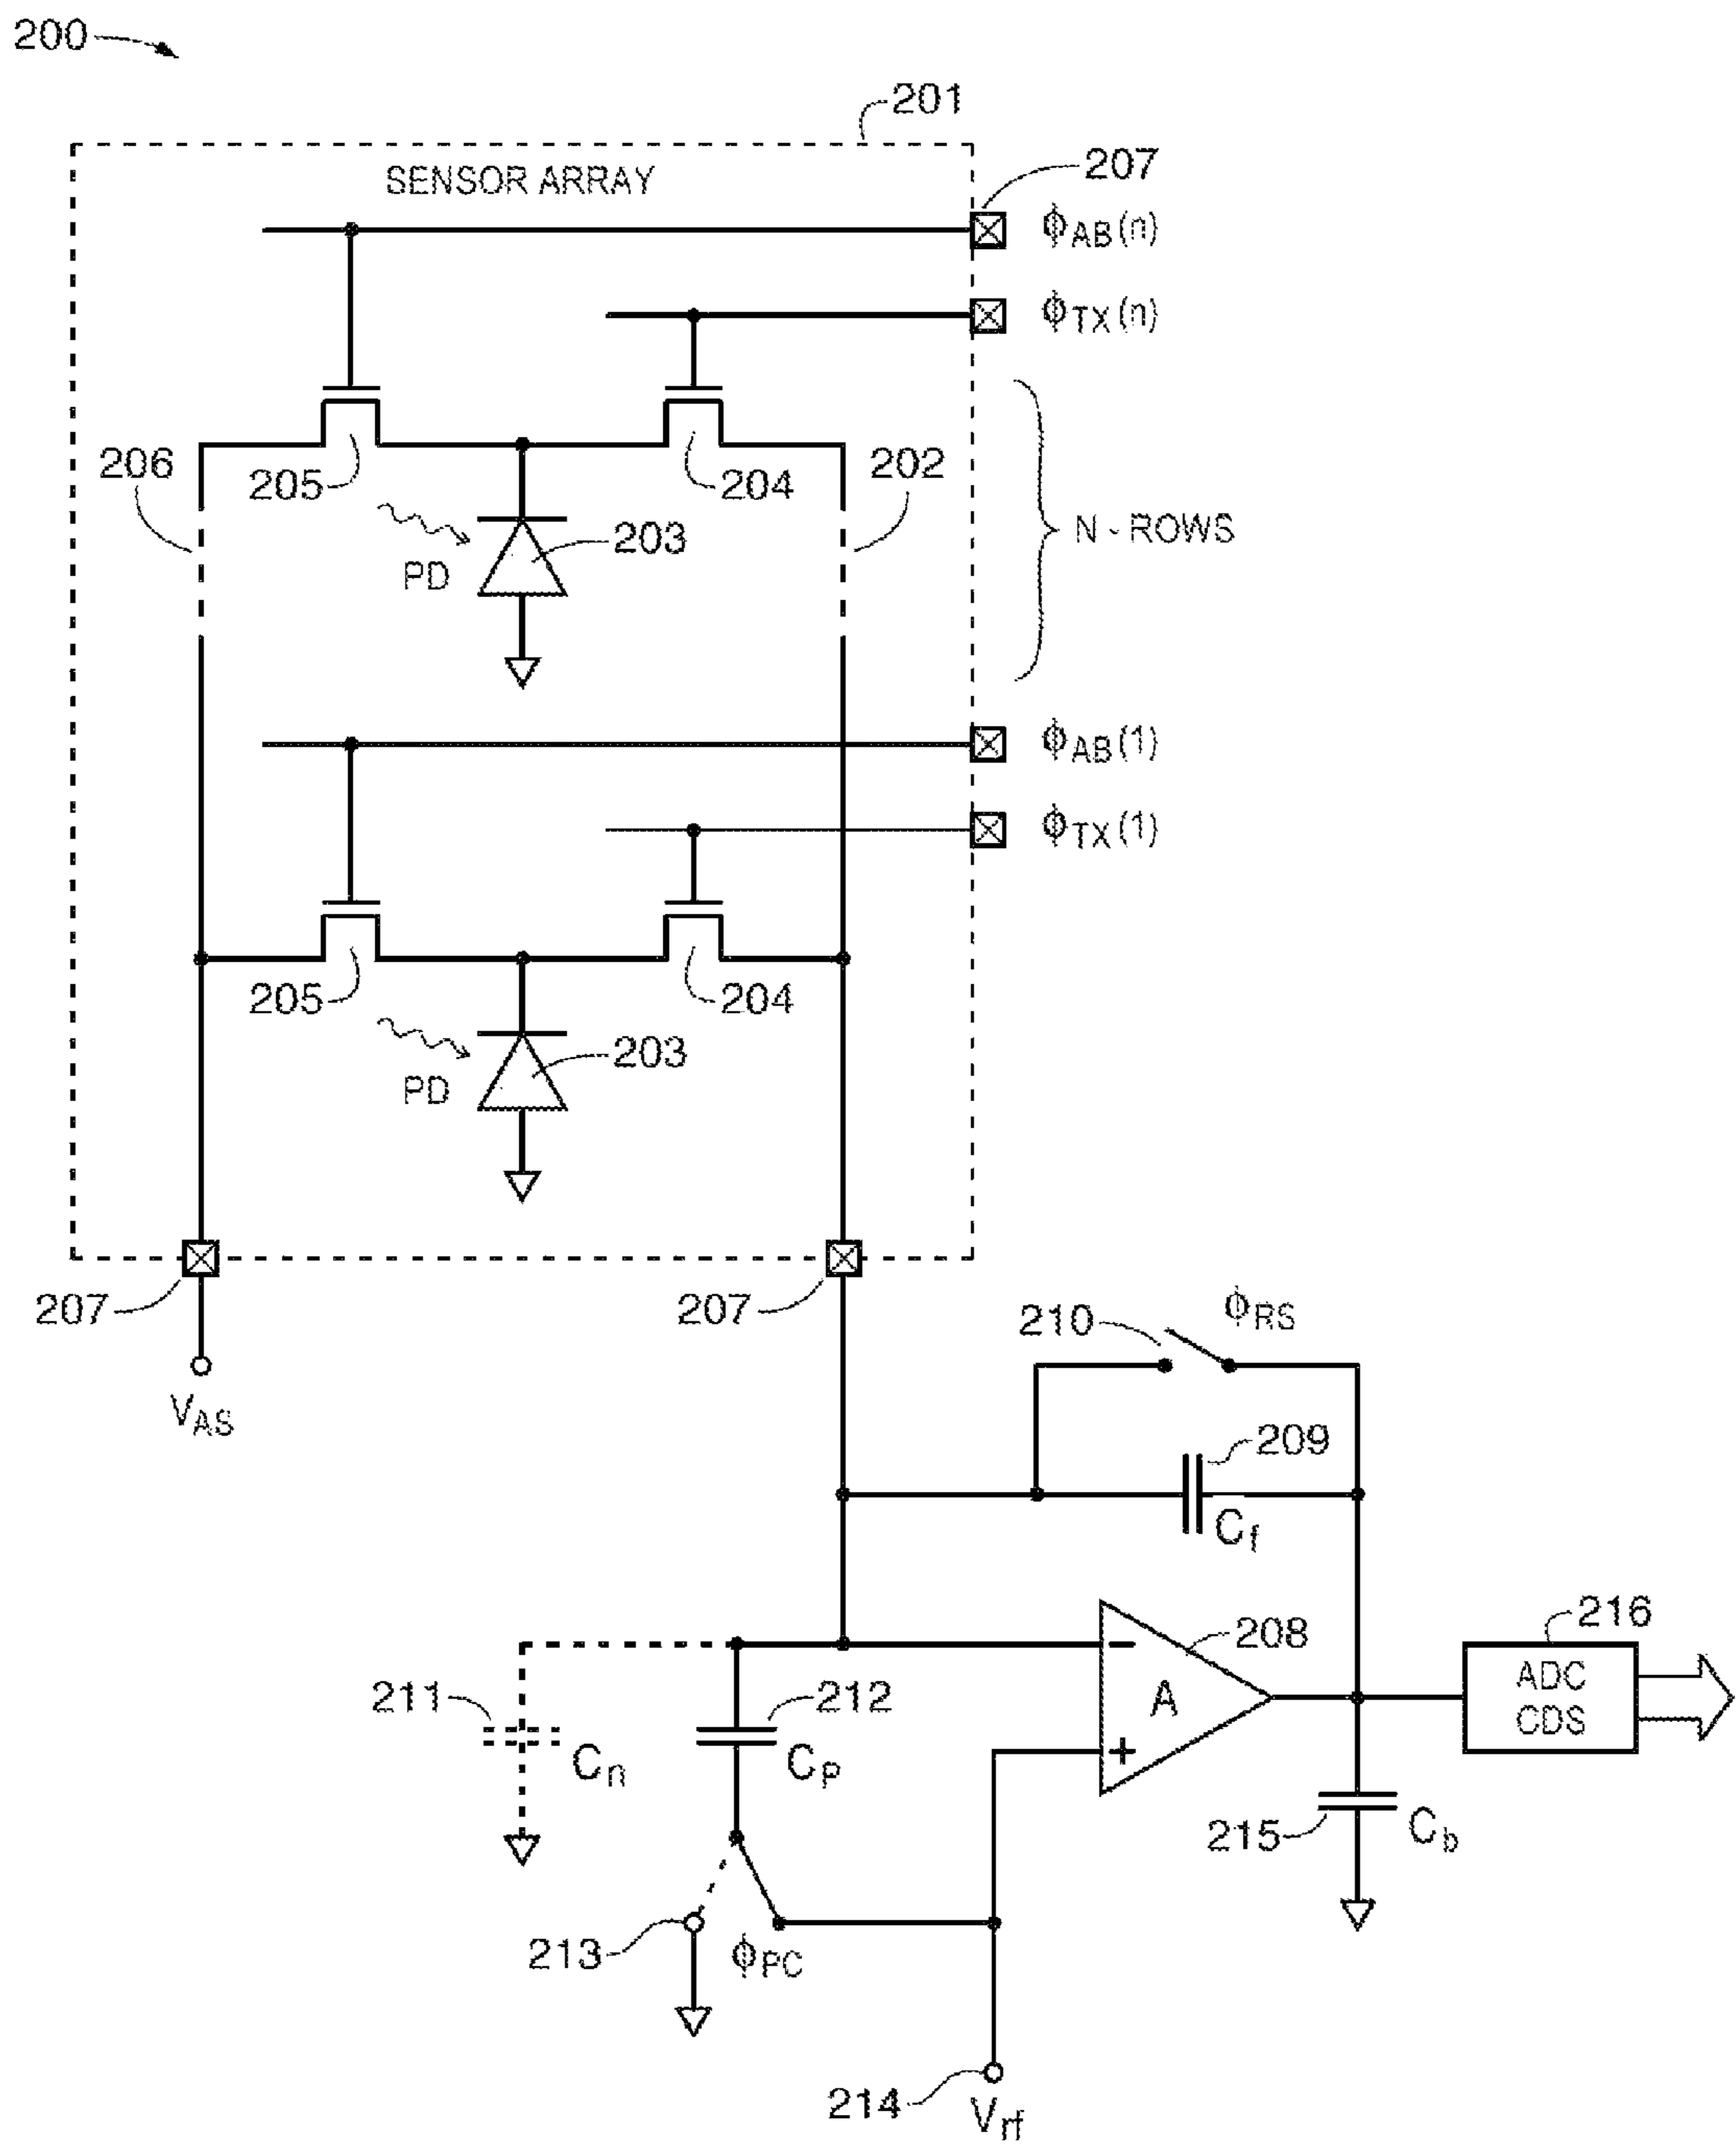 200
201
SENSOR ARRAY
207
ϕAB(n)
ϕTX(n)
206
205
204
202
203
PD
N - ROWS
ϕAB(1)
ϕTX(1)
205
204
203
PD
207
207
VAS
210
ϕRS
209
Cf
216
208
ADC
CDS
211
212
A
Cn
CP
215
Cb
213
ϕPC
214
Vrf